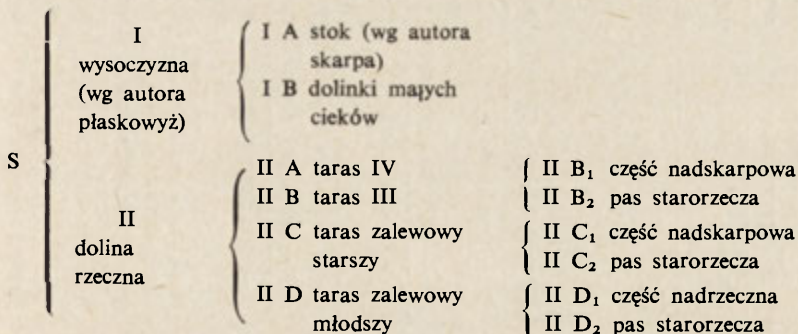 S
I
wysoczyzna
(wg autora
płaskowyż)
I A stok (wg autora
skarpa)
I B dolinki małych
cieków
II
dolina
rzeczna
II A taras IV
II B taras III
II C taras zalewowy
starszy
II D taras zalewowy
młodszy
II B₁ część nadskarpowa
II B₂ pas starorzecza
II C₁ część nadskarpowa
II C₂ pas starorzecza
II D₁ część nadrzeczna
II D₂ pas starorzecza